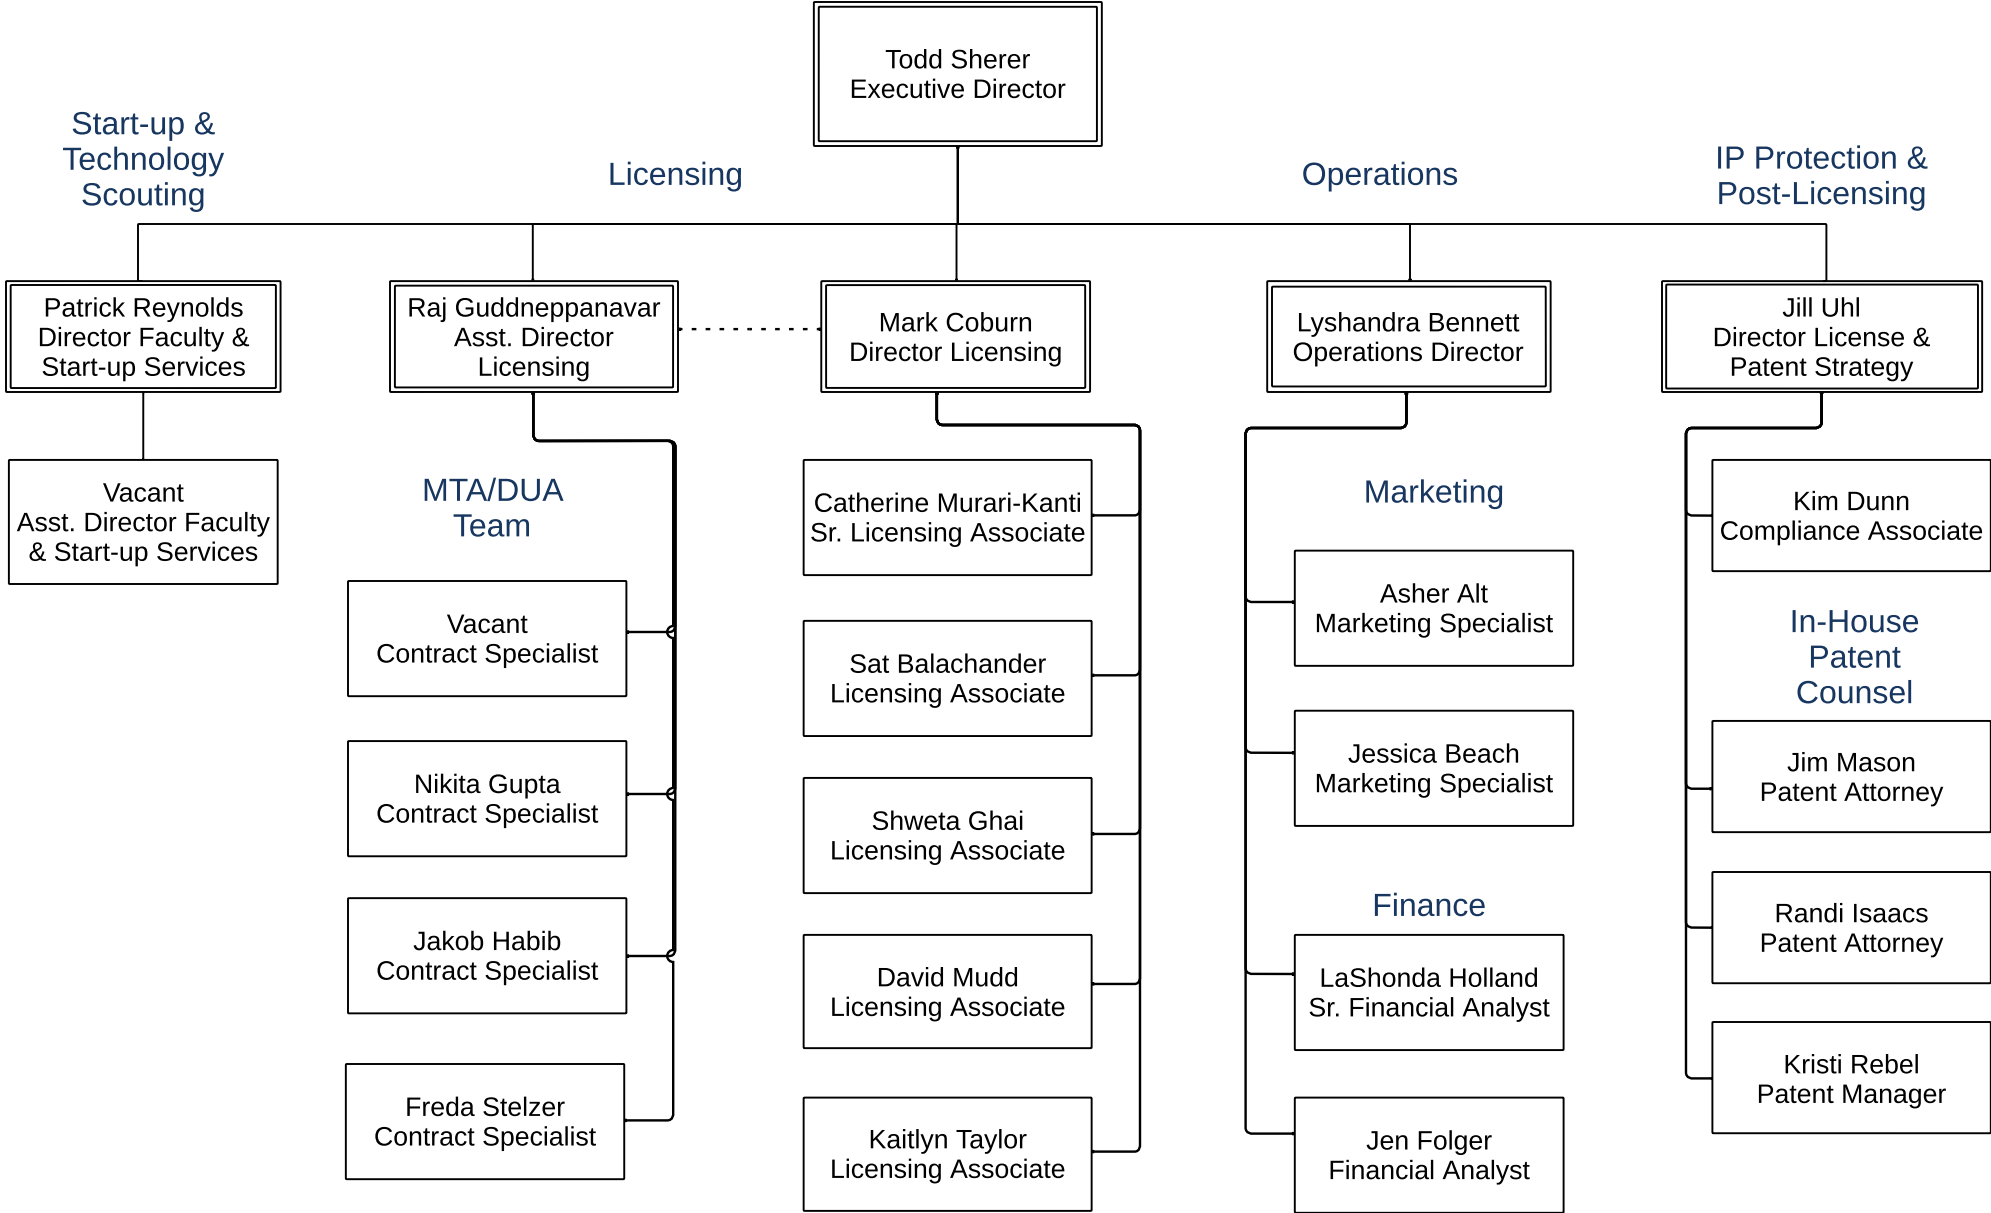 Todd Sherer
Executive Director
Start-up &
Technology
Scouting
Licensing
Operations
IP Protection &
Post-Licensing
Patrick Reynolds
Director Faculty &
Start-up Services
Raj Guddneppanavar
Asst. Director
Licensing
Mark Coburn
Director Licensing
Lyshandra Bennett
Operations Director
Jill Uhl
Director License &
Patent Strategy
Vacant
Asst. Director Faculty
& Start-up Services
MTA/DUA
Team
Vacant
Contract Specialist
Nikita Gupta
Contract Specialist
Jakob Habib
Contract Specialist
Freda Stelzer
Contract Specialist
Catherine Murari-Kanti
Sr. Licensing Associate
Sat Balachander
Licensing Associate
Shweta Ghai
Licensing Associate
David Mudd
Licensing Associate
Kaitlyn Taylor
Licensing Associate
Marketing
Asher Alt
Marketing Specialist
Jessica Beach
Marketing Specialist
Finance
LaShonda Holland
Sr. Financial Analyst
Jen Folger
Financial Analyst
Kim Dunn
Compliance Associate
In-House
Patent
Counsel
Jim Mason
Patent Attorney
Randi Isaacs
Patent Attorney
Kristi Rebel
Patent Manager